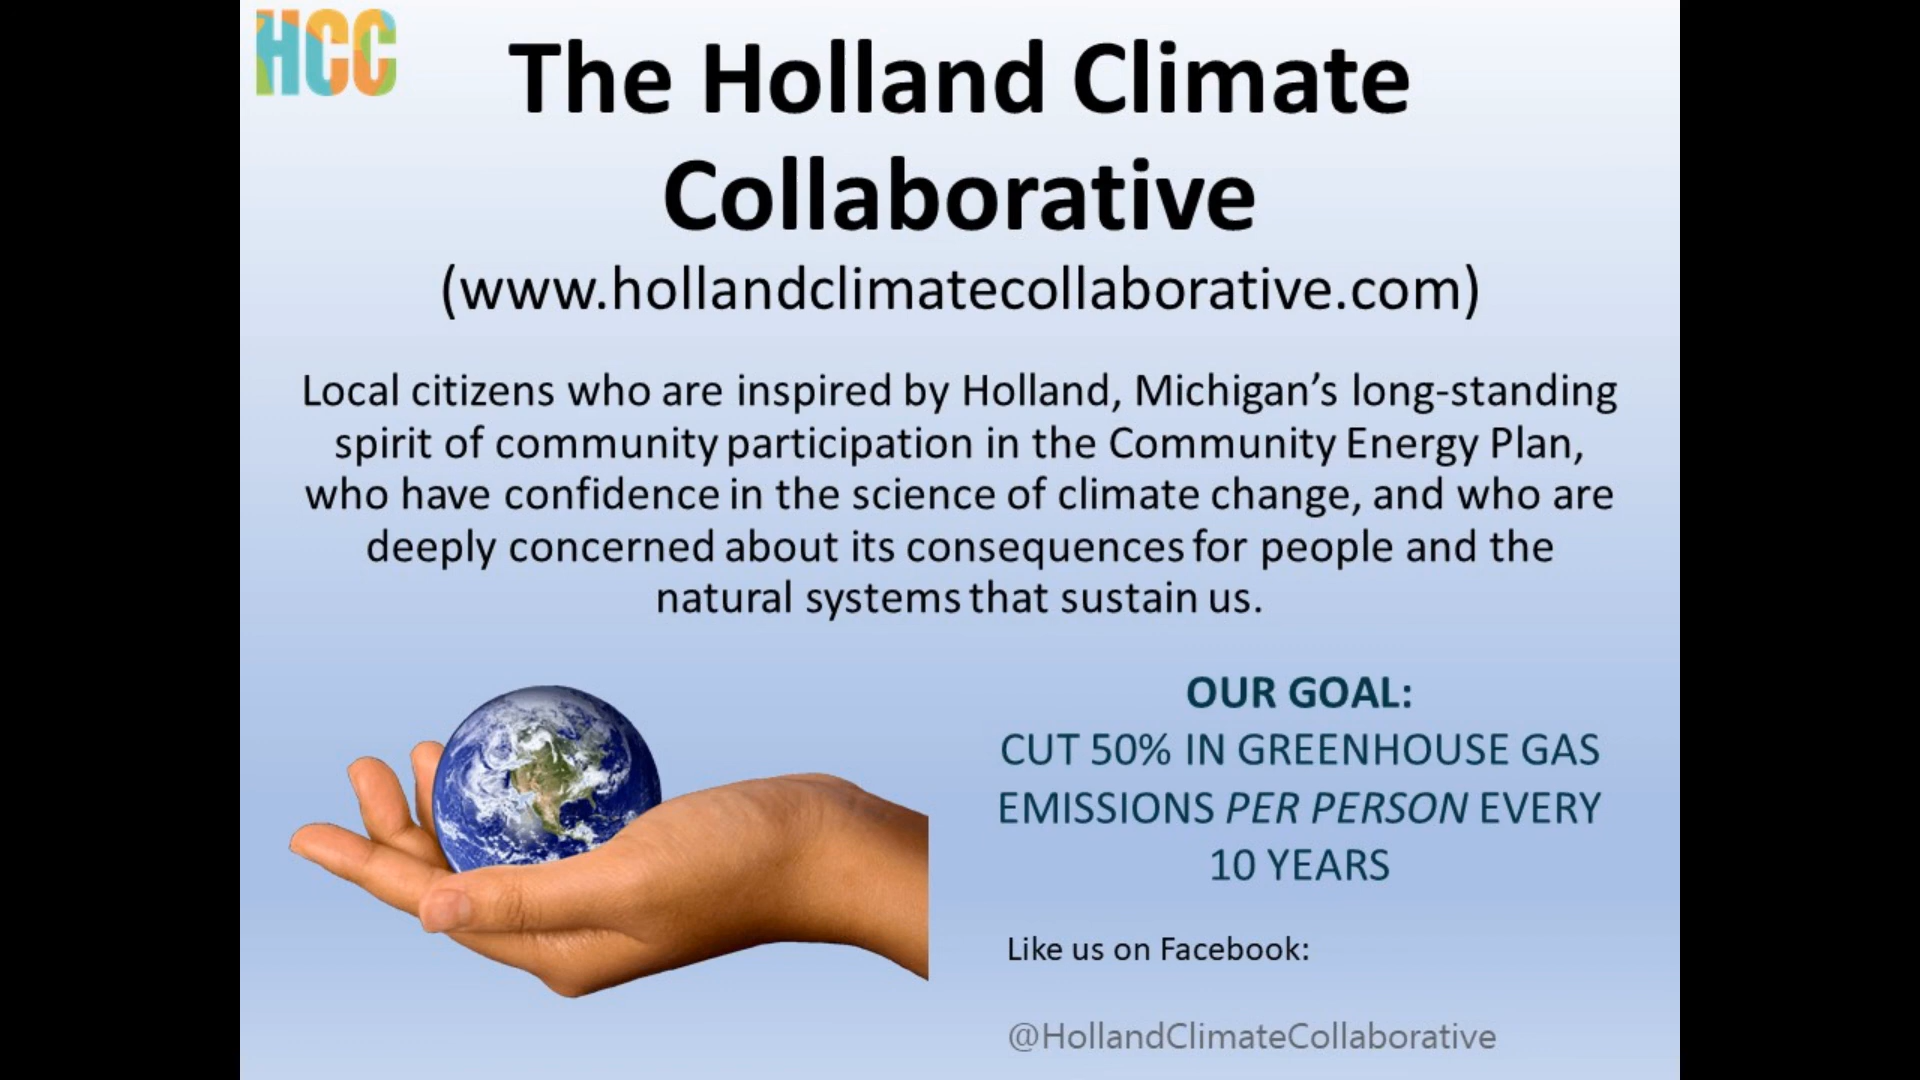 HCC
The Holland Climate
Collaborative
(www.hollandclimatecollaborative.com)
Local citizens who are inspired by Holland, Michigan’s long-standing
spirit of community participation in the Community Energy Plan,
who have confidence in the science of climate change, and who are
deeply concerned about its consequences for people and the
natural systems that sustain us.
OUR GOAL:
CUT 50% IN GREENHOUSE GAS
EMISSIONS PER PERSON EVERY
10 YEARS
Like us on Facebook:
@HollandClimateCollaborative